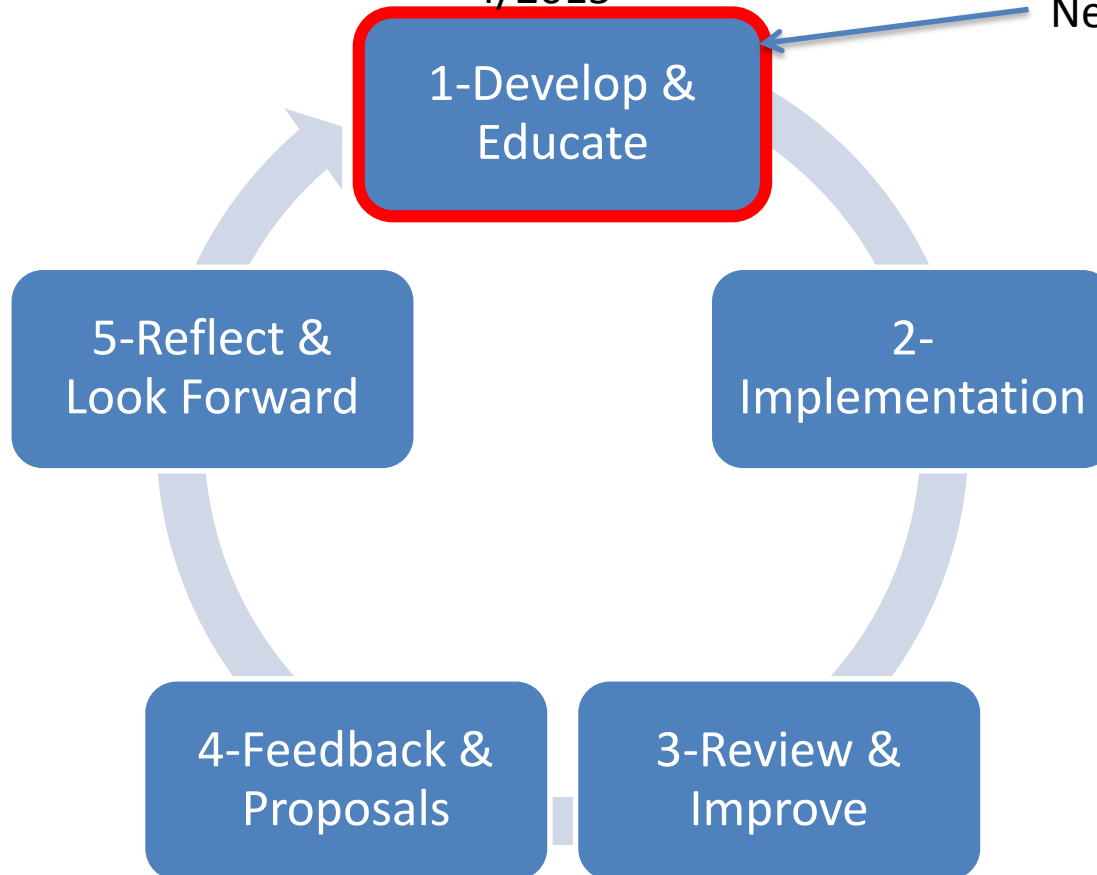 1-Develop &
Educate
2-
Implementation
3-Review &
Improve
4-Feedback &
Proposals
5-Reflect &
Look Forward